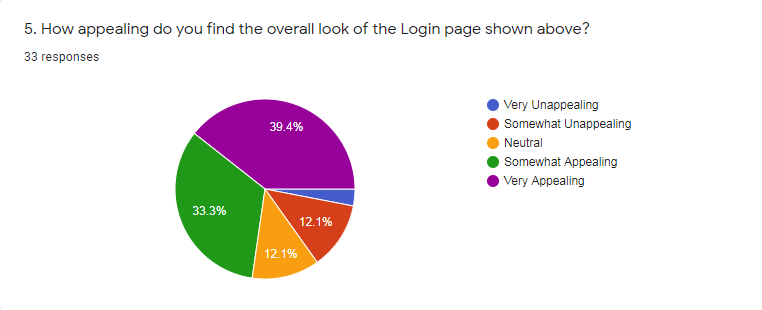 5. How appealing do you find the overall look of the Login page shown above?
33 responses
Very Unappealing
Somewhat Unappealing
Neutral
Somewhat Appealing
Very Appealing
39.4%
33.3%
12.1%
12.1%